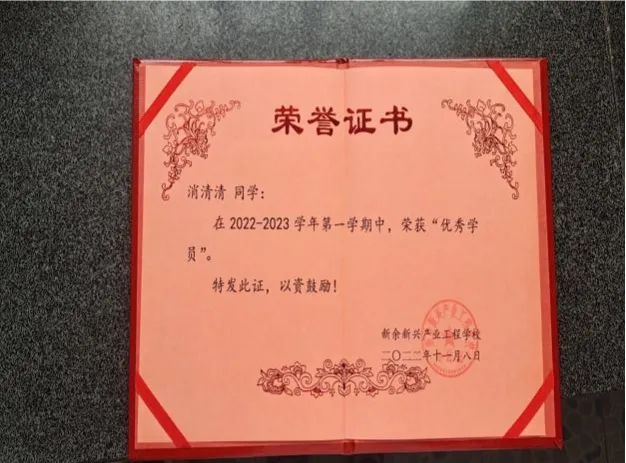 荣誉证书
消清清 同学：
在 2022-2023 学年第一学期中，荣获“优秀学
员”。
特发此证，以资鼓励！
新余新兴产业工程学校
二〇二二年十一月八日